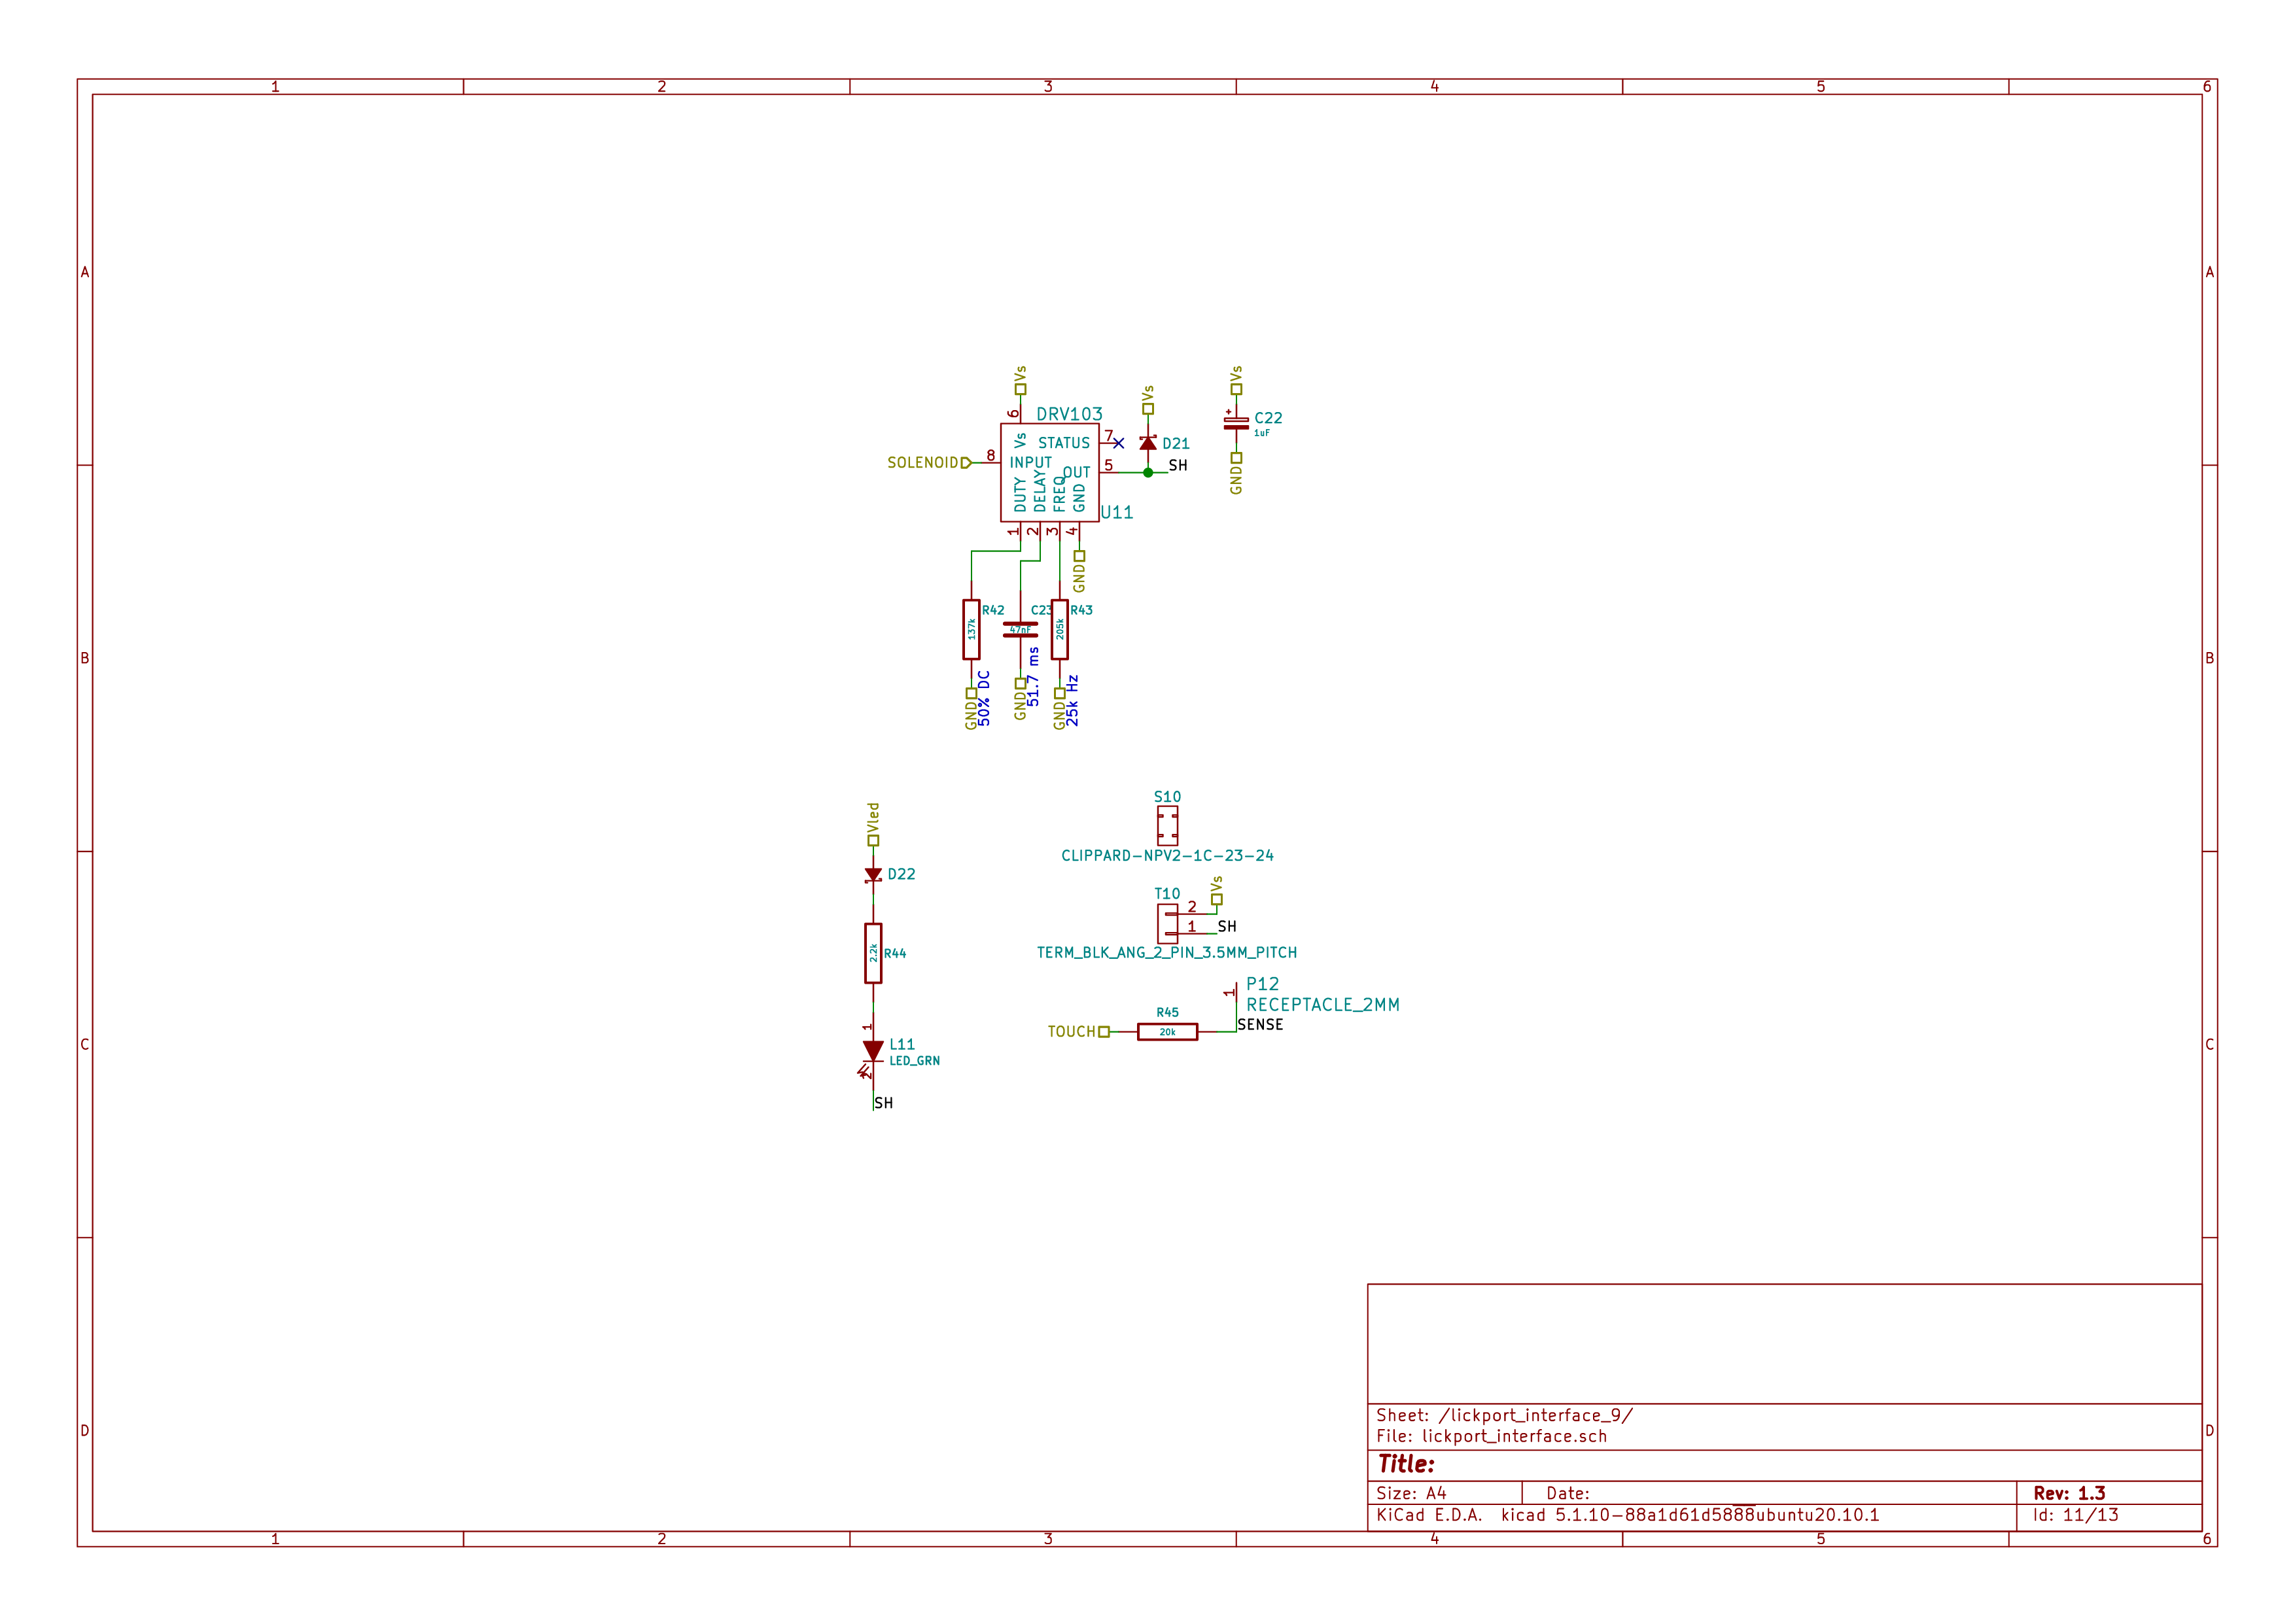 1 2 3 4 5 6
A A
Vs Vs Vs
6 DRV103
C22
1uF
Vs STATUS 7
D21
SOLENOID 8 INPUT
OUT 5 SH
GND
DUTY DELAY FREQ GND
U11
1 2 3 4
GND
R42 C23 R43
137k 47nF 205k
B B
GND 50% DC GND 51.7 ms GND 25k Hz
S10
Vled
CLIPPARD-NPV2-1C-23-24
D22
Vs
T10
2
1 SH
R44
2.2k
TERM_BLK_ANG_2_PIN_3.5MM_PITCH
P12
1
RECEPTACLE_2MM
R45
TOUCH 20k SENSE
1
C L11 C
LED_GRN
2
SH
Sheet: /lickport_interface_9/
File: lickport_interface.sch
D D
Title:
Size: A4 Date: Rev: 1.3
KiCad E.D.A. kicad 5.1.10-88a1d61d5888ubuntu20.10.1 Id: 11/13
1 2 3 4 5 6